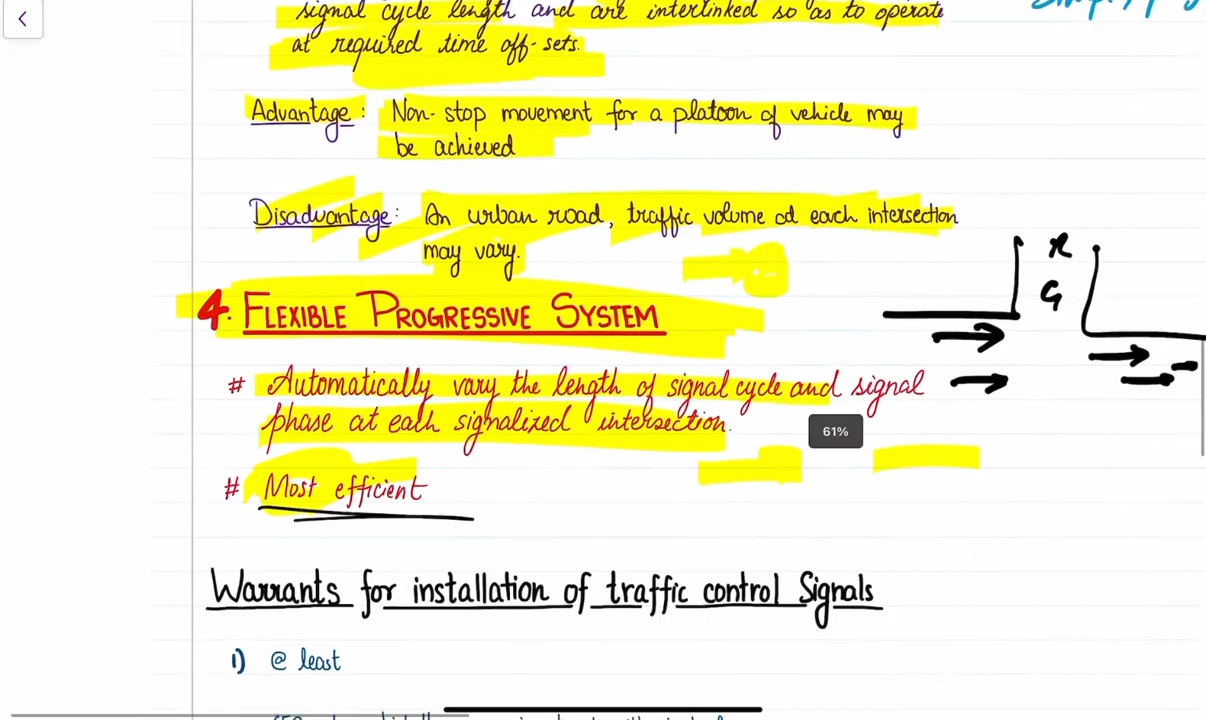 signal cycle length and are interlinked so as to operate
at required time off-sets.
Advantage: Non-stop movement for a platoon of vehicle may
be achieved
Disadvantage: An urban road, traffic volume at each intersection
may vary.
R
G
4. FLEXIBLE PROGRESSIVE SYSTEM
# Automatically vary the length of signal cycle and signal
phase at each signalized intersection.
61%
# Most efficient
Warrants for installation of traffic control Signals
1) @ least